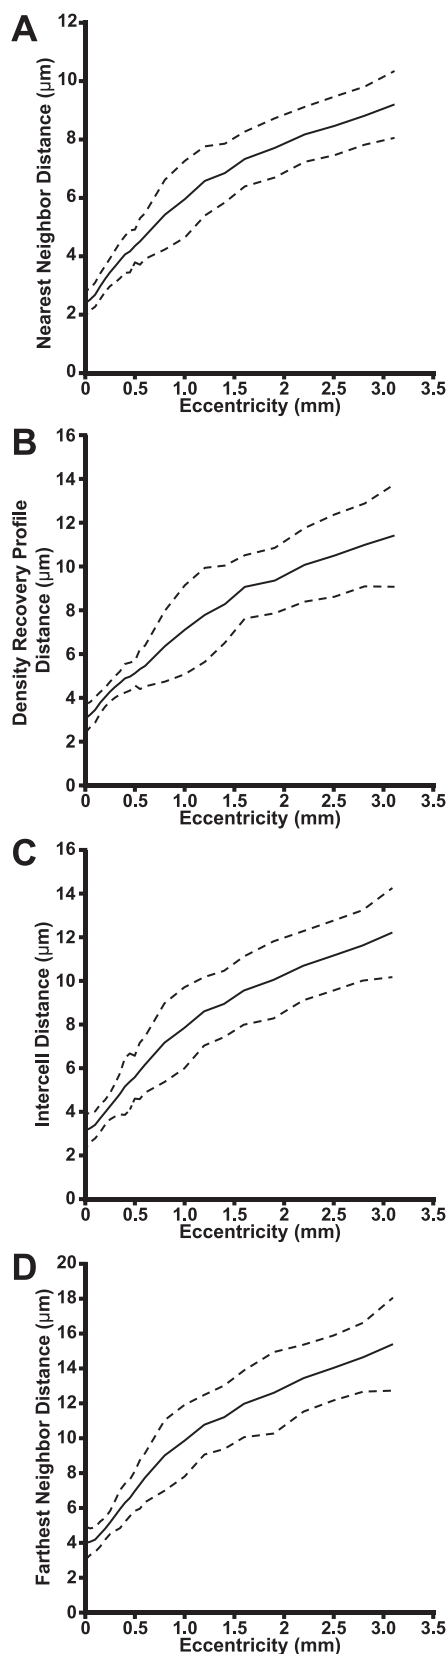 A
Nearest Neighbor Distance (μm)
12
10
8
6
4
2
0
0 0.5 1.0 1.5 2 2.5 3.0 3.5
Eccentricity (mm)
B
Density Recovery Profile
Distance (μm)
16
14
12
10
8
6
4
2
0
0 0.5 1.0 1.5 2 2.5 3.0 3.5
Eccentricity (mm)
C
Intercell Distance (μm)
16
14
12
10
8
6
4
2
0
0 0.5 1.0 1.5 2 2.5 3.0 3.5
Eccentricity (mm)
D
Farthest Neighbor Distance (μm)
20
18
16
14
12
10
8
6
4
2
0
0 0.5 1.0 1.5 2 2.5 3.0 3.5
Eccentricity (mm)